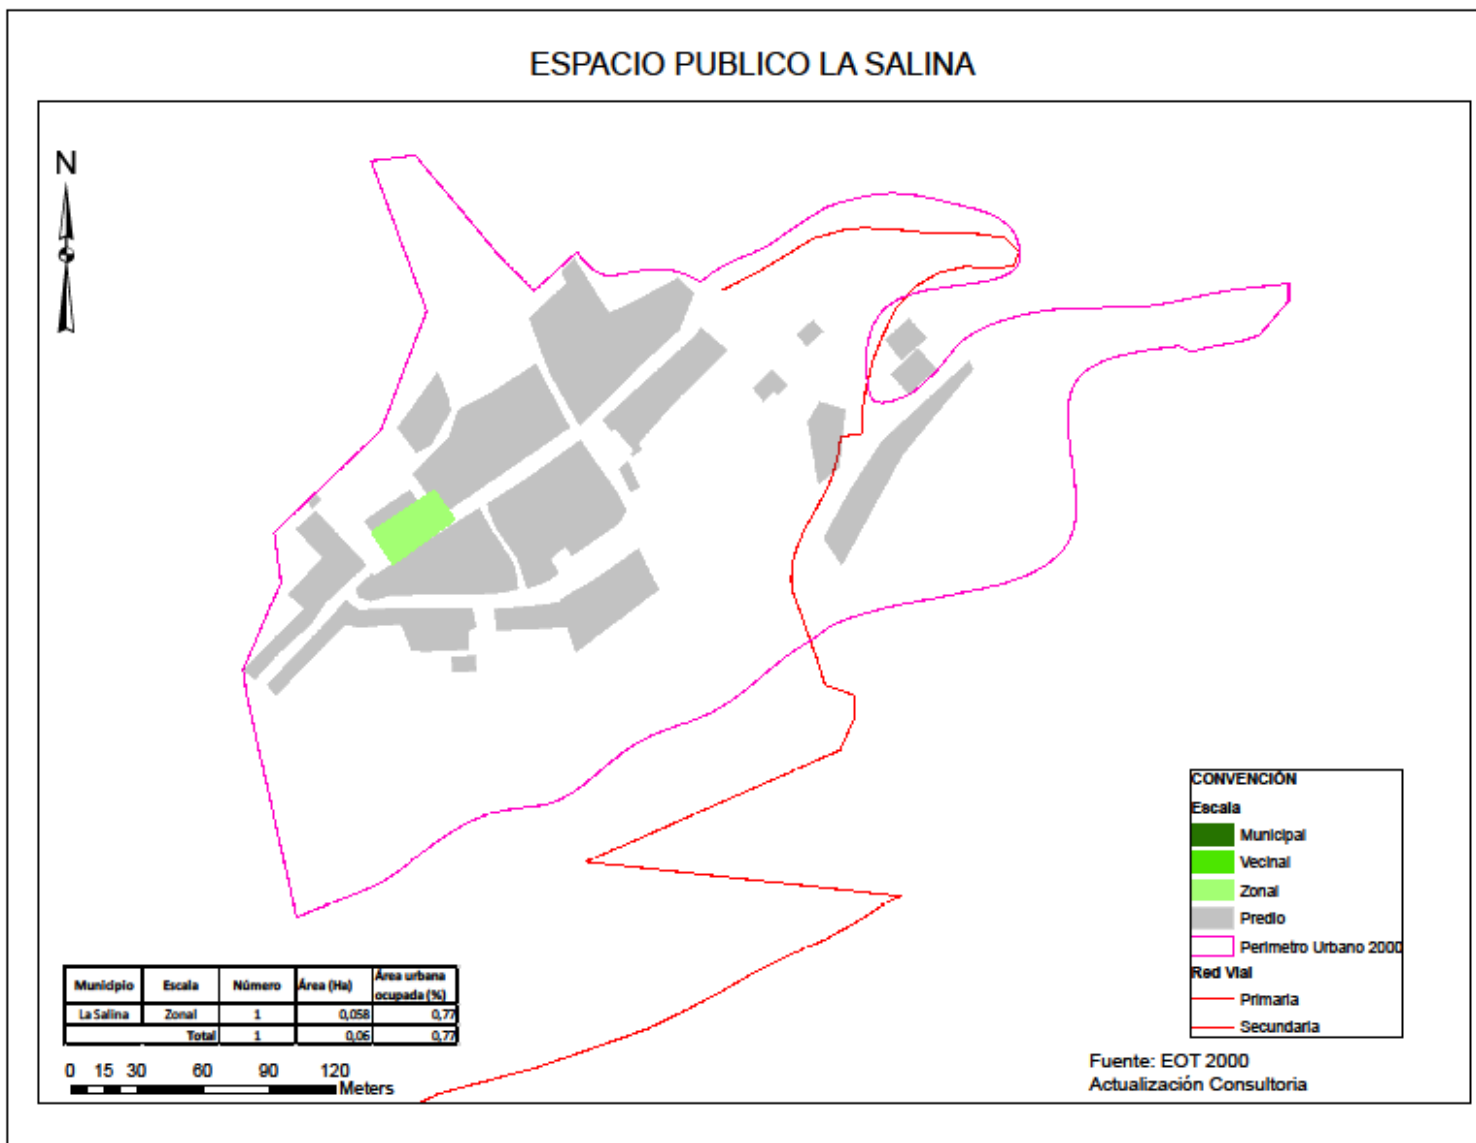 ESPACIO PUBLICO LA SALINA
N
CONVENCIÓN
Escala
Municipal
Vecinal
Zonal
Predio
Perimetro Urbano 2000
Red Vial
Primaria
Secundaria
Municipio Escala Número Área (Ha) Área urbana ocupada (%)
La Salina Zonal 1 0,058 0,77
Total 1 0,06 0,77
0 15 30 60 90 120
Meters
Fuente: EOT 2000
Actualización Consultoria